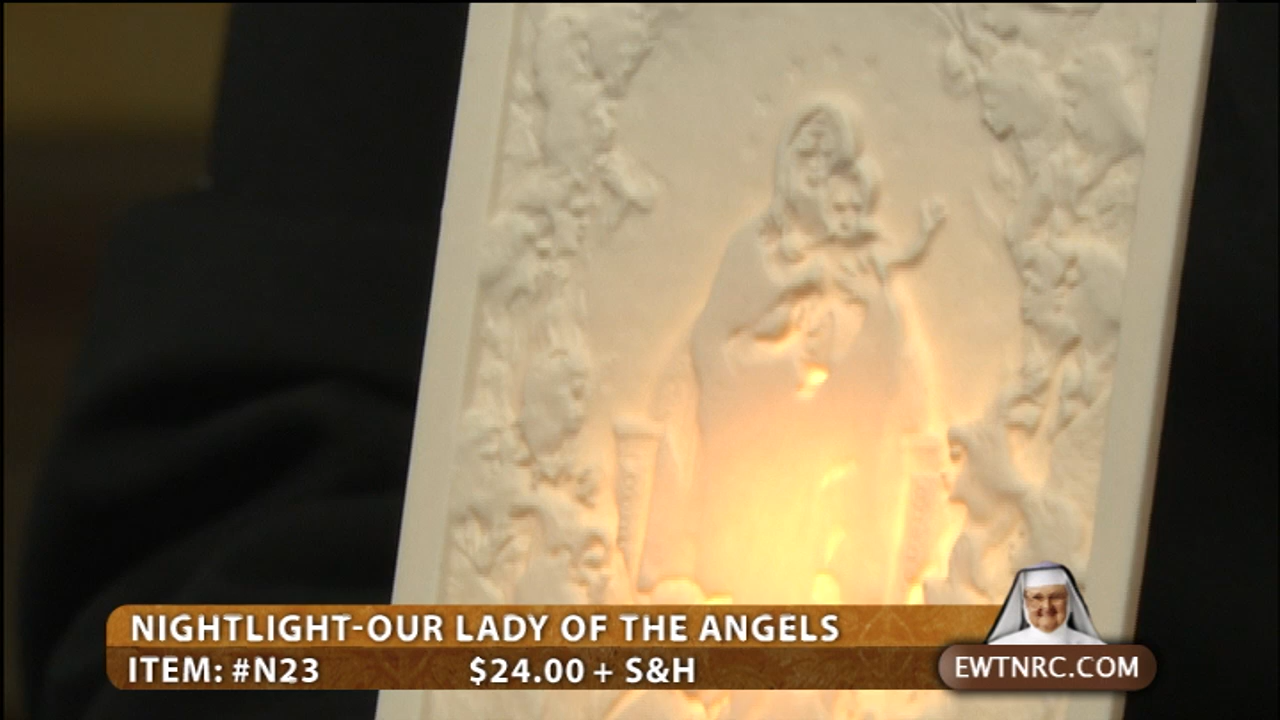 NIGHTLIGHT-OUR LADY OF THE ANGELS
ITEM: #N23 $24.00 + S&H
EWTNRC.COM